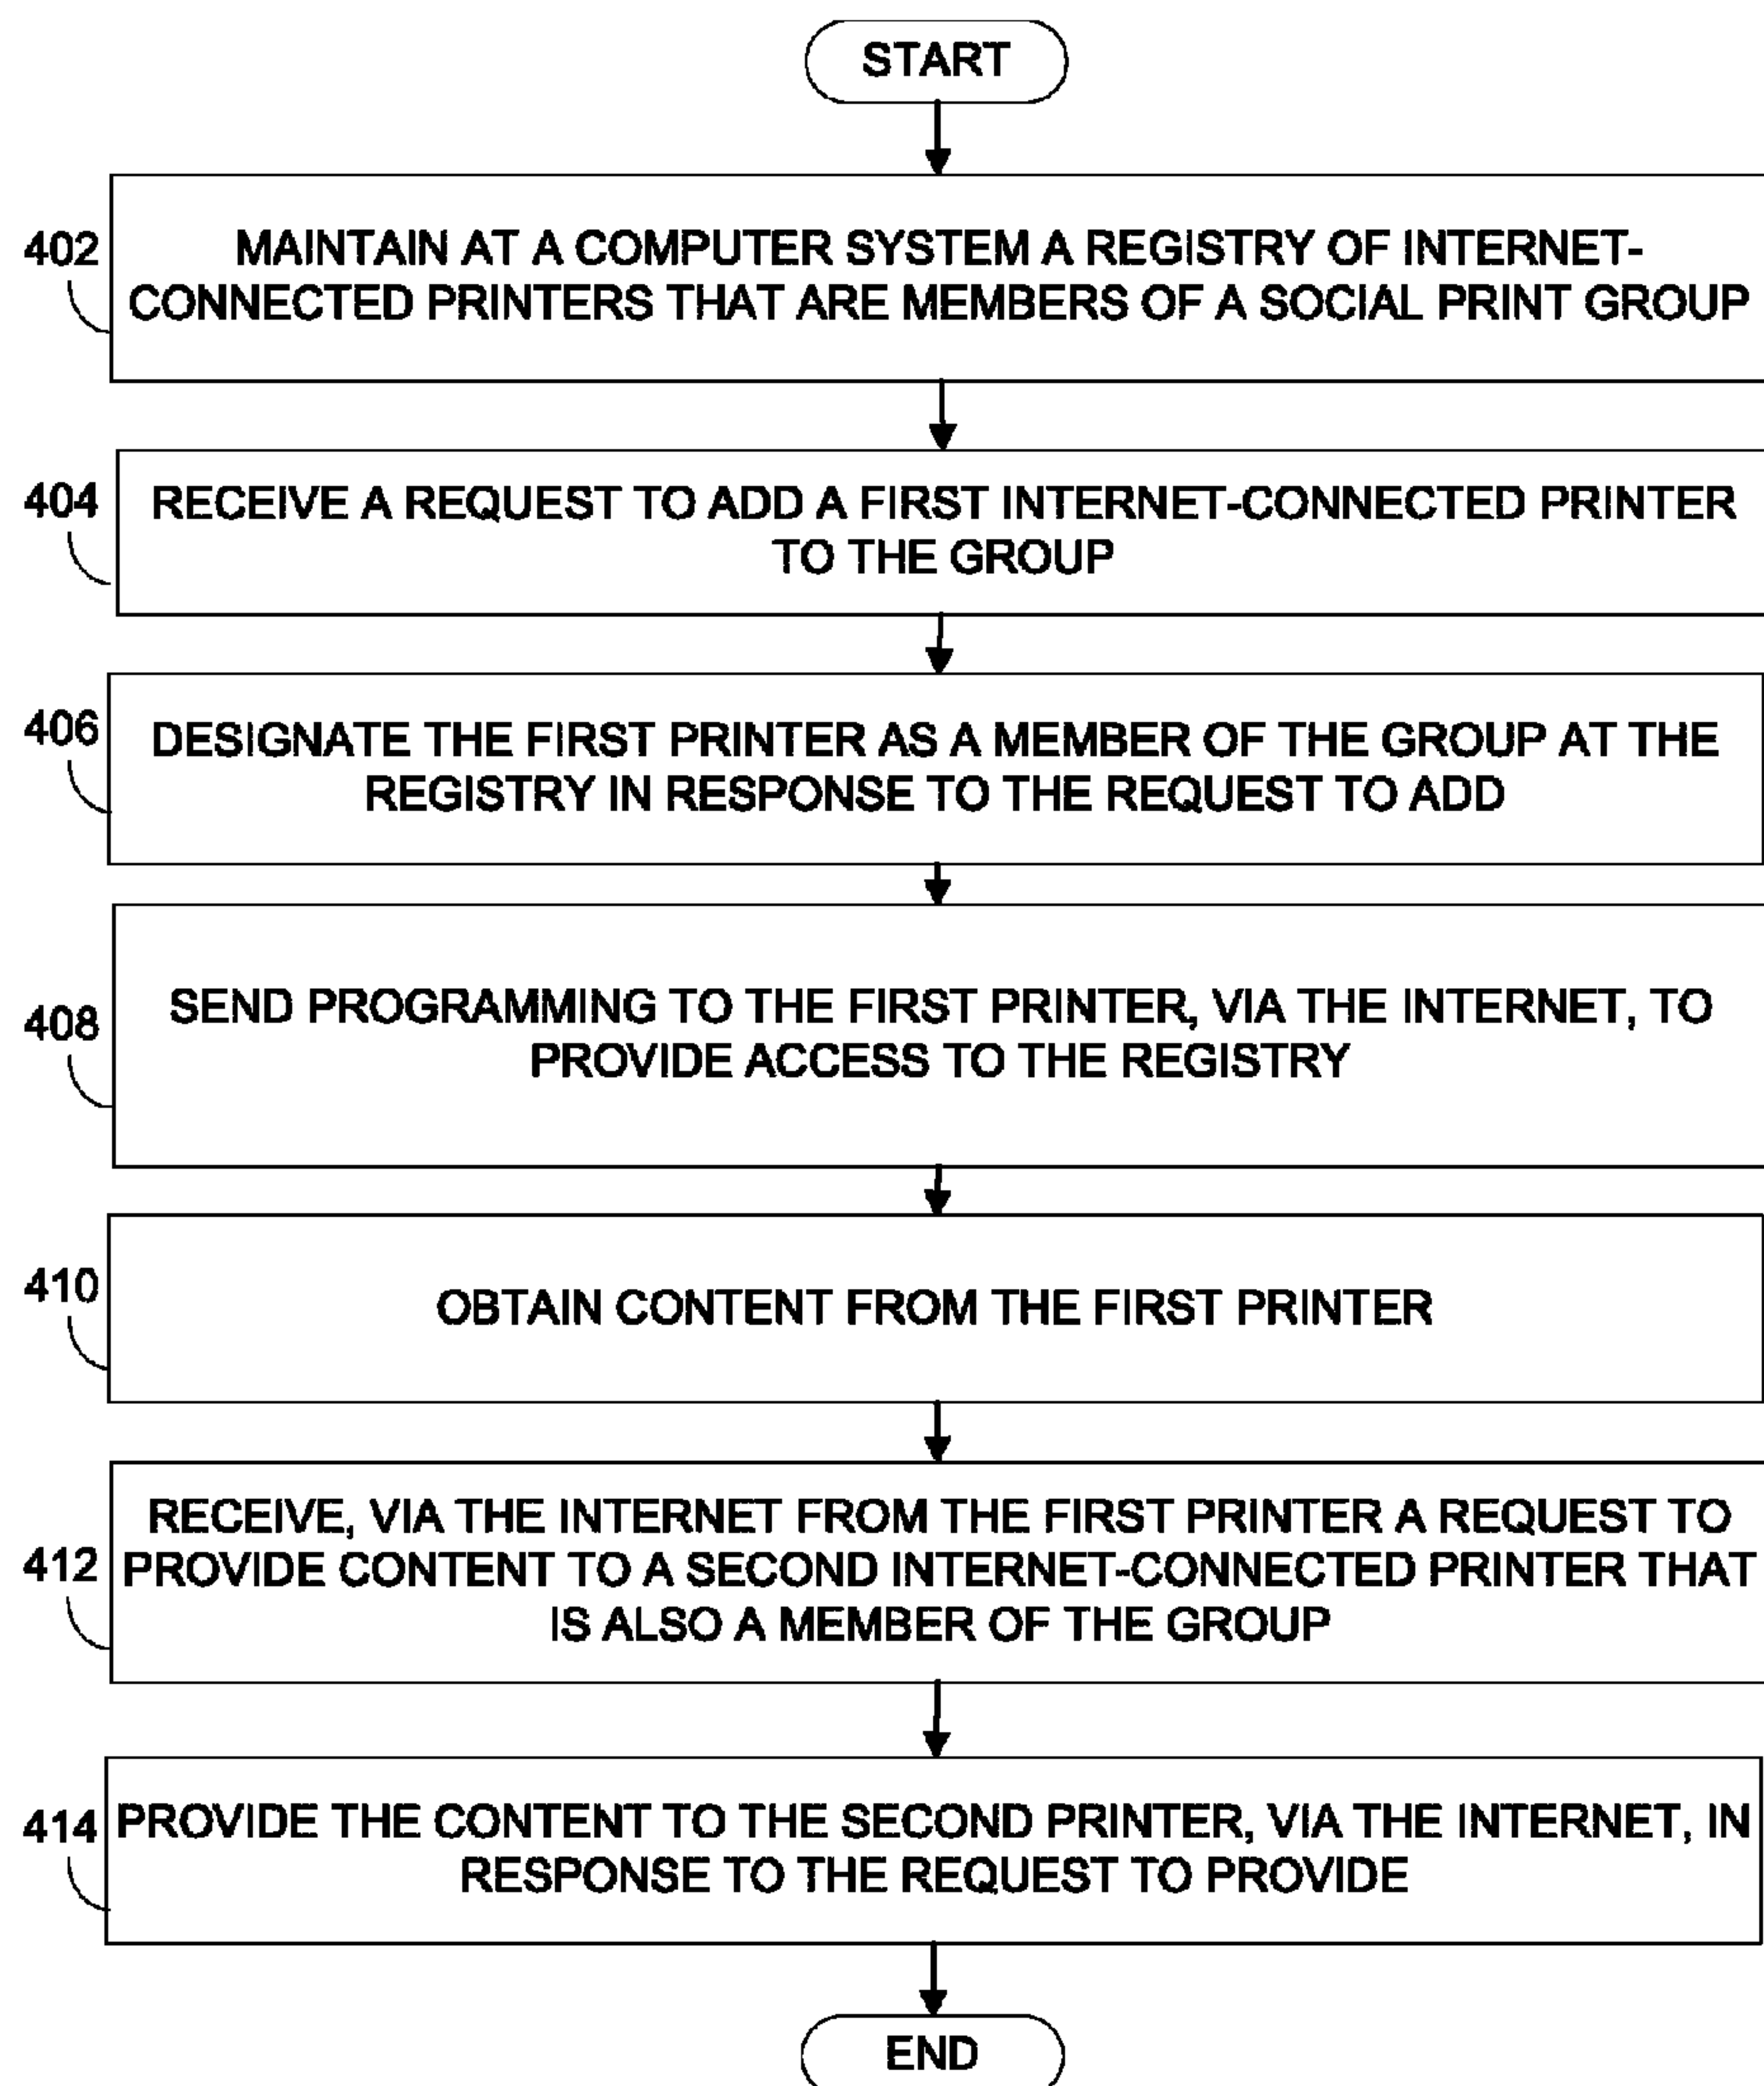 START
402
MAINTAIN AT A COMPUTER SYSTEM A REGISTRY OF INTERNET-
CONNECTED PRINTERS THAT ARE MEMBERS OF A SOCIAL PRINT GROUP
404
RECEIVE A REQUEST TO ADD A FIRST INTERNET-CONNECTED PRINTER
TO THE GROUP
406
DESIGNATE THE FIRST PRINTER AS A MEMBER OF THE GROUP AT THE
REGISTRY IN RESPONSE TO THE REQUEST TO ADD
408
SEND PROGRAMMING TO THE FIRST PRINTER, VIA THE INTERNET, TO
PROVIDE ACCESS TO THE REGISTRY
410
OBTAIN CONTENT FROM THE FIRST PRINTER
412
RECEIVE, VIA THE INTERNET FROM THE FIRST PRINTER A REQUEST TO
PROVIDE CONTENT TO A SECOND INTERNET-CONNECTED PRINTER THAT
IS ALSO A MEMBER OF THE GROUP
414
PROVIDE THE CONTENT TO THE SECOND PRINTER, VIA THE INTERNET, IN
RESPONSE TO THE REQUEST TO PROVIDE
END